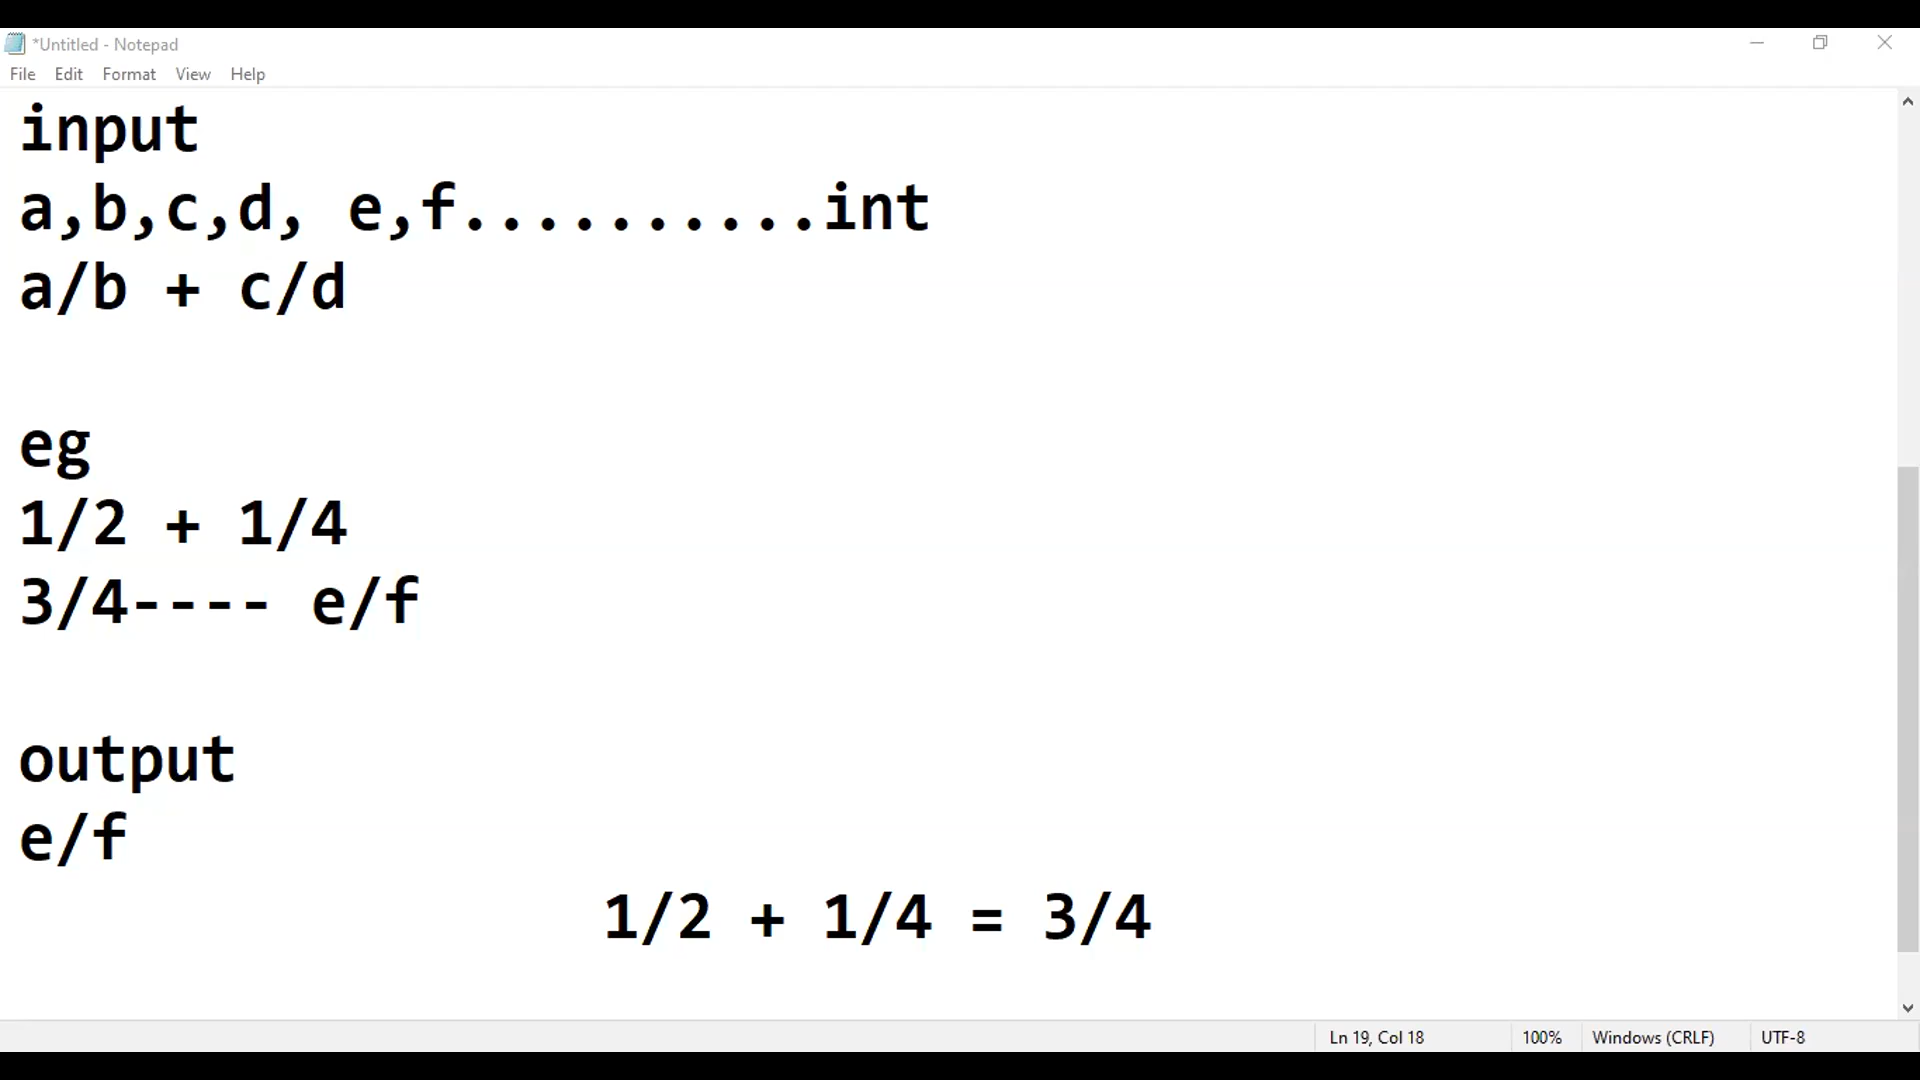 *Untitled - Notepad
File Edit Format View Help
input
a,b,c,d, e,f..........int
a/b + c/d
eg
1/2 + 1/4
3/4---- e/f
output
e/f
1/2 + 1/4 = 3/4
Ln 19, Col 18 100% Windows (CRLF) UTF-8